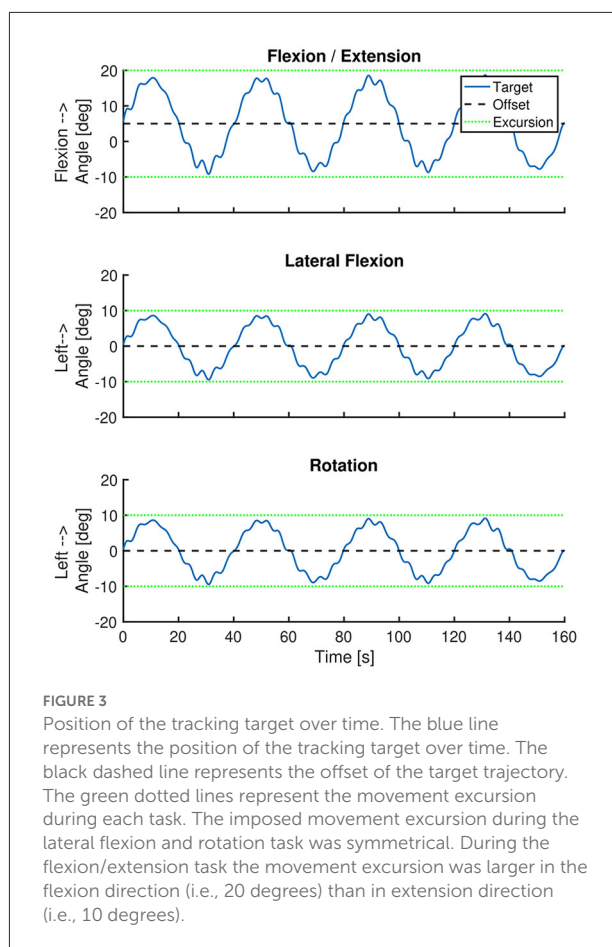 Flexion / Extension
20
10
0
-10
-20
Flexion -->
Angle [deg]
Target
Offset
Excursion
Lateral Flexion
20
10
0
-10
-20
Left-->
Angle [deg]
Rotation
20
10
0
-10
-20
Left -->
Angle [deg]
0 20 40 60 80 100 120 140 160
Time [s]
FIGURE 3
Position of the tracking target over time. The blue line
represents the position of the tracking target over time. The
black dashed line represents the offset of the target trajectory.
The green dotted lines represent the movement excursion
during each task. The imposed movement excursion during the
lateral flexion and rotation task was symmetrical. During the
flexion/extension task the movement excursion was larger in the
flexion direction (i.e., 20 degrees) than in extension direction
(i.e., 10 degrees).